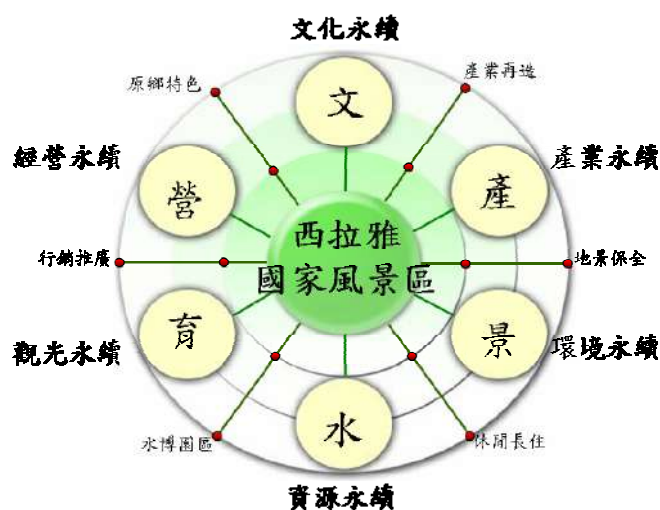 文化永續
原鄉特色
產業再造
文
經營永續
產業永續
營
產
西拉雅
國家風景區
行銷推廣
地景保全
育
景
觀光永續
環境永續
水
水博園區
休閒長住
資源永續